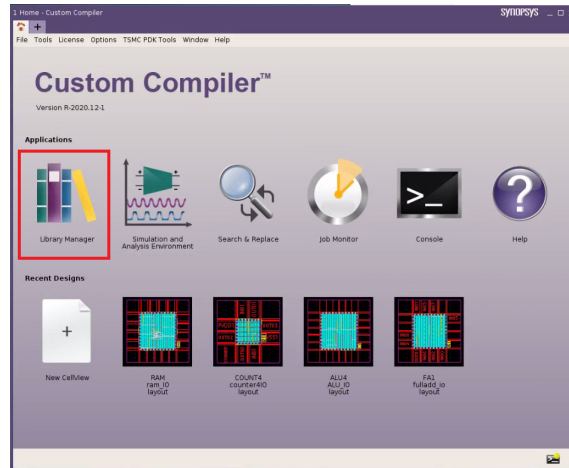 1 Home - Custom Compiler
SYNOPSYS
File Tools License Options TSMC PDK Tools Window Help
Custom Compiler™
Version R-2020.12-1
Applications
Library Manager
Simulation and
Analysis Environment
Search & Replace
Job Monitor
Console
Help
Recent Designs
New CellView
RAM
ram_IO
layout
COUNT4
counter4IO
layout
ALU4
ALU_IO
layout
FA1
fulladd_io
layout